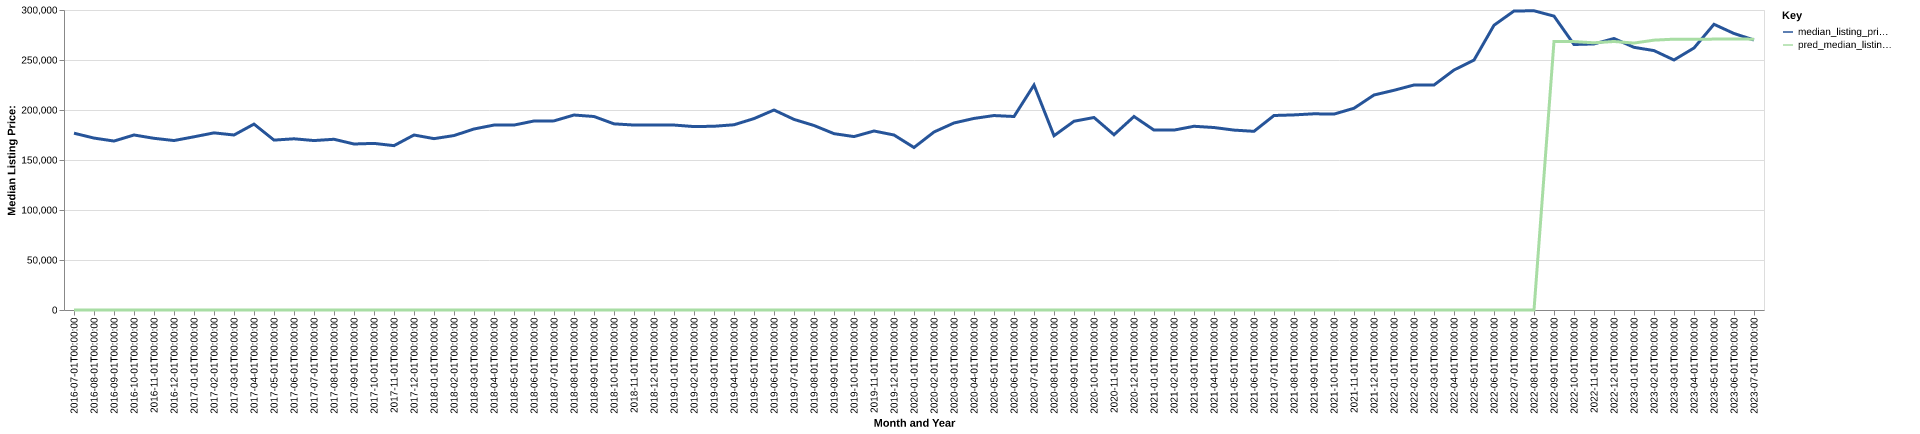 300,000
250,000
200,000
150,000
100,000
50,000
0
Median Listing Price:
2016-07-01T00:00:00
2016-08-01T00:00:00
2016-09-01T00:00:00
2016-10-01T00:00:00
2016-11-01T00:00:00
2016-12-01T00:00:00
2017-01-01T00:00:00
2017-02-01T00:00:00
2017-03-01T00:00:00
2017-04-01T00:00:00
2017-05-01T00:00:00
2017-06-01T00:00:00
2017-07-01T00:00:00
2017-08-01T00:00:00
2017-09-01T00:00:00
2017-10-01T00:00:00
2017-11-01T00:00:00
2017-12-01T00:00:00
2018-01-01T00:00:00
2018-02-01T00:00:00
2018-03-01T00:00:00
2018-04-01T00:00:00
2018-05-01T00:00:00
2018-06-01T00:00:00
2018-07-01T00:00:00
2018-08-01T00:00:00
2018-09-01T00:00:00
2018-10-01T00:00:00
2018-11-01T00:00:00
2018-12-01T00:00:00
2019-01-01T00:00:00
2019-02-01T00:00:00
2019-03-01T00:00:00
2019-04-01T00:00:00
2019-05-01T00:00:00
2019-06-01T00:00:00
2019-07-01T00:00:00
2019-08-01T00:00:00
2019-09-01T00:00:00
2019-10-01T00:00:00
2019-11-01T00:00:00
2019-12-01T00:00:00
2020-01-01T00:00:00
2020-02-01T00:00:00
2020-03-01T00:00:00
2020-04-01T00:00:00
2020-05-01T00:00:00
2020-06-01T00:00:00
2020-07-01T00:00:00
2020-08-01T00:00:00
2020-09-01T00:00:00
2020-10-01T00:00:00
2020-11-01T00:00:00
2020-12-01T00:00:00
2021-01-01T00:00:00
2021-02-01T00:00:00
2021-03-01T00:00:00
2021-04-01T00:00:00
2021-05-01T00:00:00
2021-06-01T00:00:00
2021-07-01T00:00:00
2021-08-01T00:00:00
2021-09-01T00:00:00
2021-10-01T00:00:00
2021-11-01T00:00:00
2021-12-01T00:00:00
2022-01-01T00:00:00
2022-02-01T00:00:00
2022-03-01T00:00:00
2022-04-01T00:00:00
2022-05-01T00:00:00
2022-06-01T00:00:00
2022-07-01T00:00:00
2022-08-01T00:00:00
2022-09-01T00:00:00
2022-10-01T00:00:00
2022-11-01T00:00:00
2022-12-01T00:00:00
2023-01-01T00:00:00
2023-02-01T00:00:00
2023-03-01T00:00:00
2023-04-01T00:00:00
2023-05-01T00:00:00
2023-06-01T00:00:00
2023-07-01T00:00:00
Month and Year
Key
median_listing_pri…
pred_median_listin…